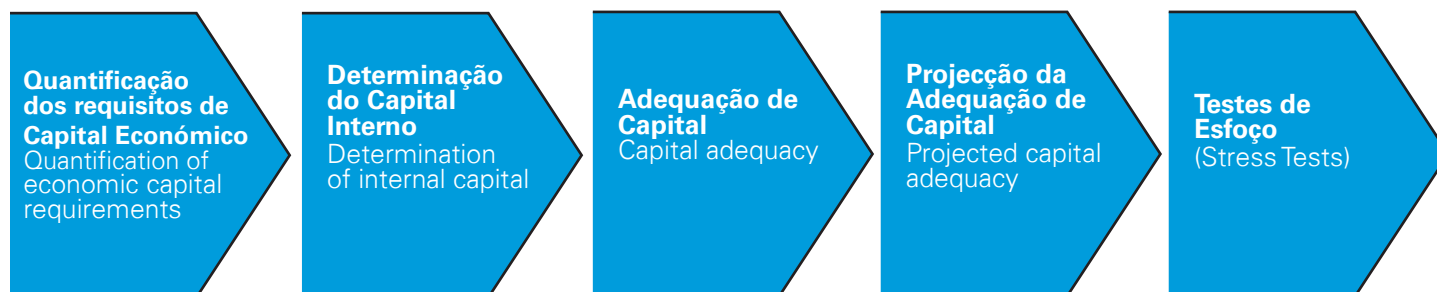 Quantificação
dos requisitos de
Capital Económico
Quantification of
economic capital
requirements
Determinação
do Capital
Interno
Determination
of internal capital
Adequação de
Capital
Capital adequacy
Projecção da
Adequação de
Capital
Projected capital
adequacy
Testes de
Esfoço
(Stress Tests)